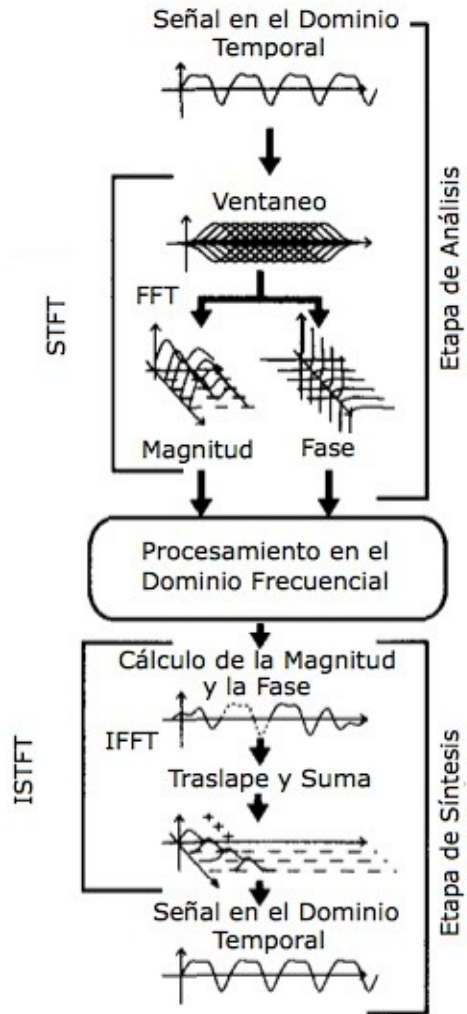 Señal en el Dominio
Temporal
Ventaneo
FFT
STFT
Magnitud
Fase
Etapa de Análisis
Procesamiento en el
Dominio Frecuencial
Cálculo de la Magnitud
y la Fase
IFFT
ISTFT
Traslape y Suma
+ + +
Señal en el Dominio
Temporal
Etapa de Síntesis